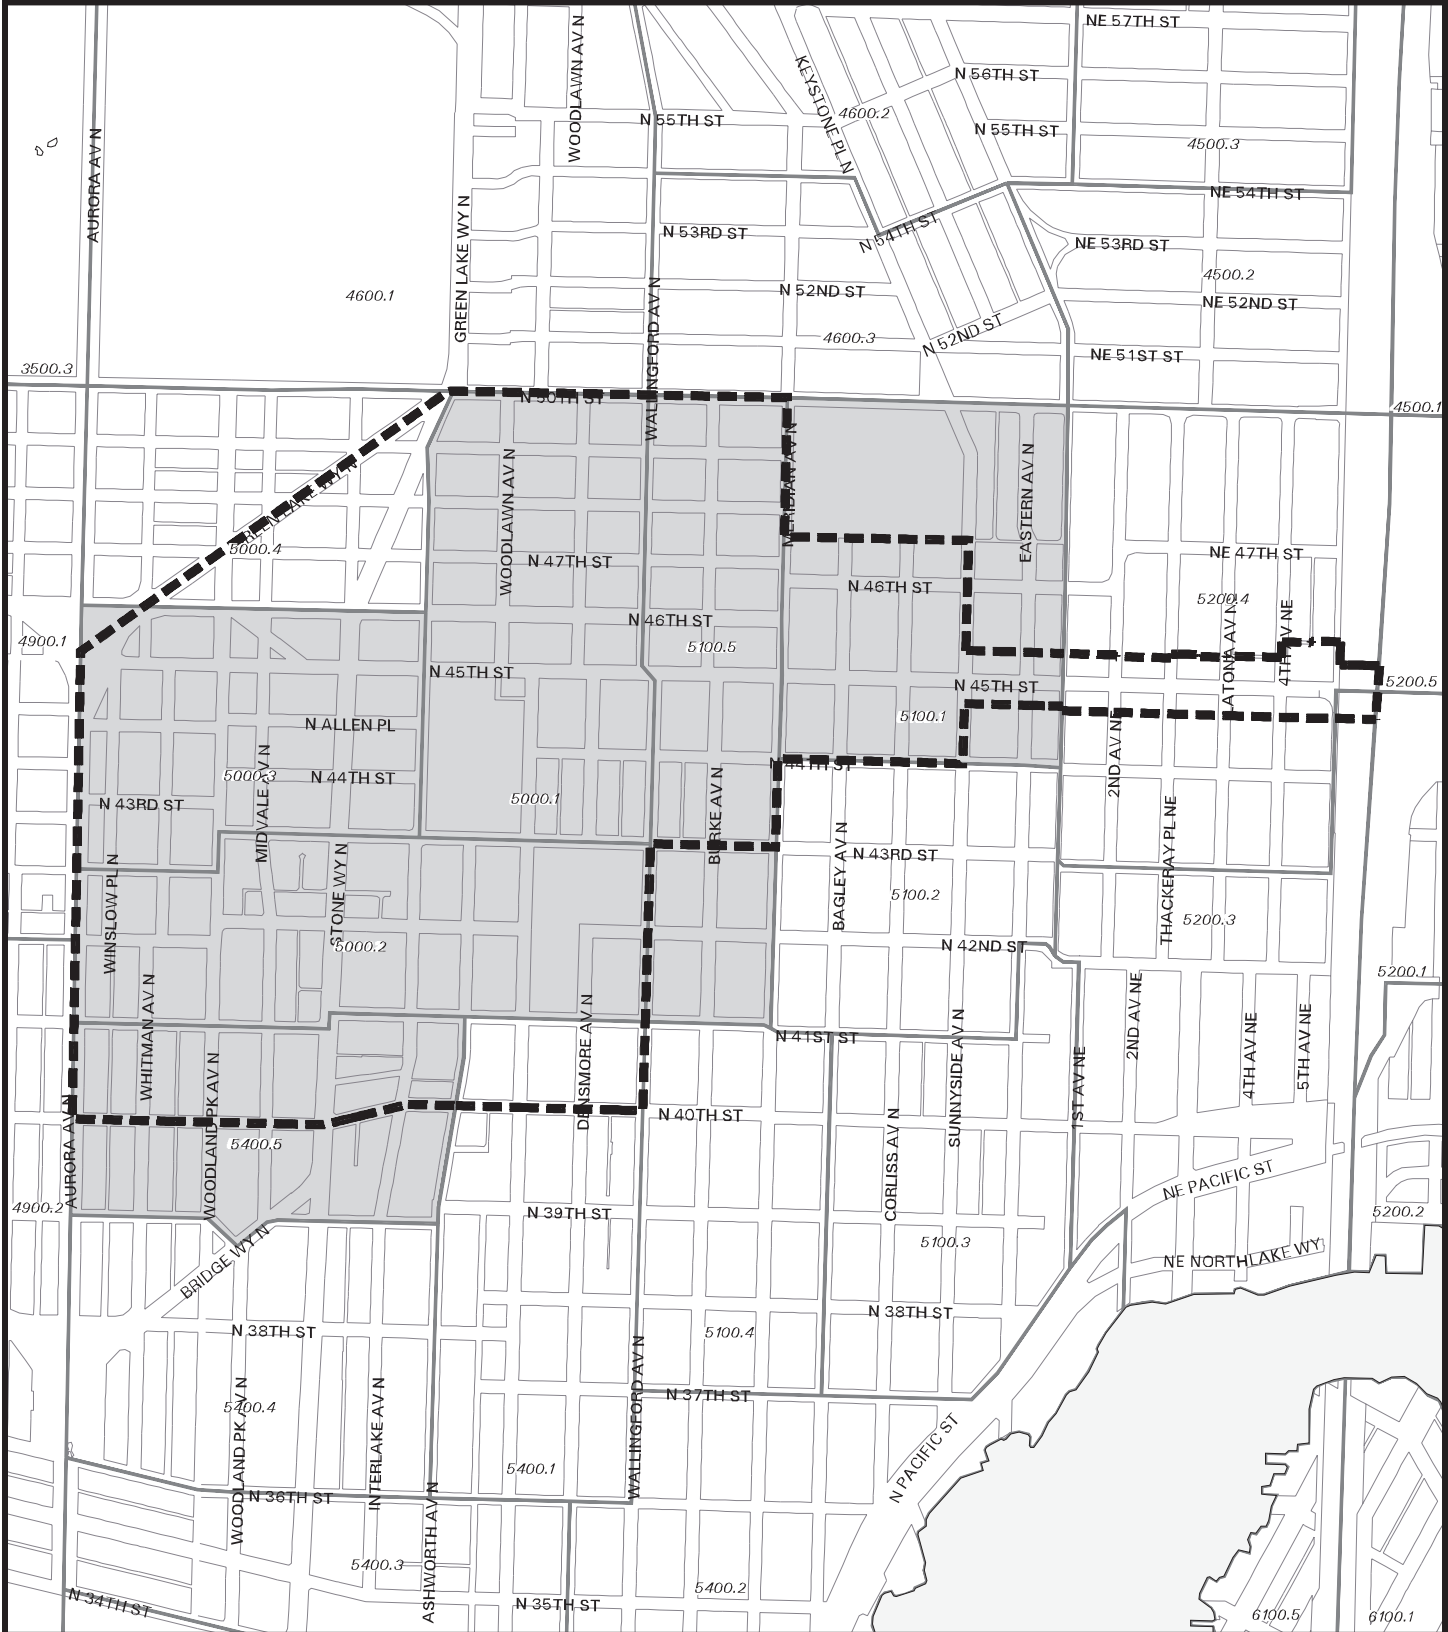 NE 57TH ST
WOODLAWN AV N
KEYSTONE PL N
N 56TH ST
4600.2
N 55TH ST
N 55TH ST
4500.3
AURORA AV N
NE 54TH ST
GREEN LAKE WY N
N 53RD ST
N 54TH ST
NE 53RD ST
4500.2
4600.1
WALLINGFORD AV N
N 52ND ST
NE 52ND ST
4600.3
N 52ND ST
NE 51ST ST
3500.3
N 50TH ST
4500.1
MERIDIAN AV N
EASTERN AV N
WOODLAWN AV N
GREEN LAKE WY N
5000.4
N 47TH ST
NE 47TH ST
N 46TH ST
5200.4
4900.1
N 46TH ST
5100.5
LATONA AV N
4TH AV NE
N 45TH ST
N 45TH ST
5200.5
N ALLEN PL
5100.1
2ND AV NE
MIDVALE AV N
5000.3
N 44TH ST
N 44TH ST
5000.1
N 43RD ST
BURKE AV N
THACKERAY PL NE
N 43RD ST
BAGLEY AV N
5100.2
5200.3
WINSLOW PL N
STONE WY N
5000.2
N 42ND ST
5200.1
WHITMAN AV N
DENSMORE AV N
N 41ST ST
SUNNYSIDE AV N
2ND AV NE
4TH AV NE
5TH AV NE
1ST AV NE
WOODLAND PK AV N
AURORA AV N
N 40TH ST
CORLISS AV N
5400.5
NE PACIFIC ST
4900.2
N 39TH ST
5200.2
BRIDGE WY N
5100.3
NE NORTHLAKE WY
N 38TH ST
N 38TH ST
5100.4
WOODLAND PK AV N
INTERLAKE AV N
WALLINGFORD AV N
N 37TH ST
5400.4
N PACIFIC ST
5400.1
N 36TH ST
ASHWORTH AV N
5400.3
5400.2
N 34TH ST
N 35TH ST
6100.5
6100.1